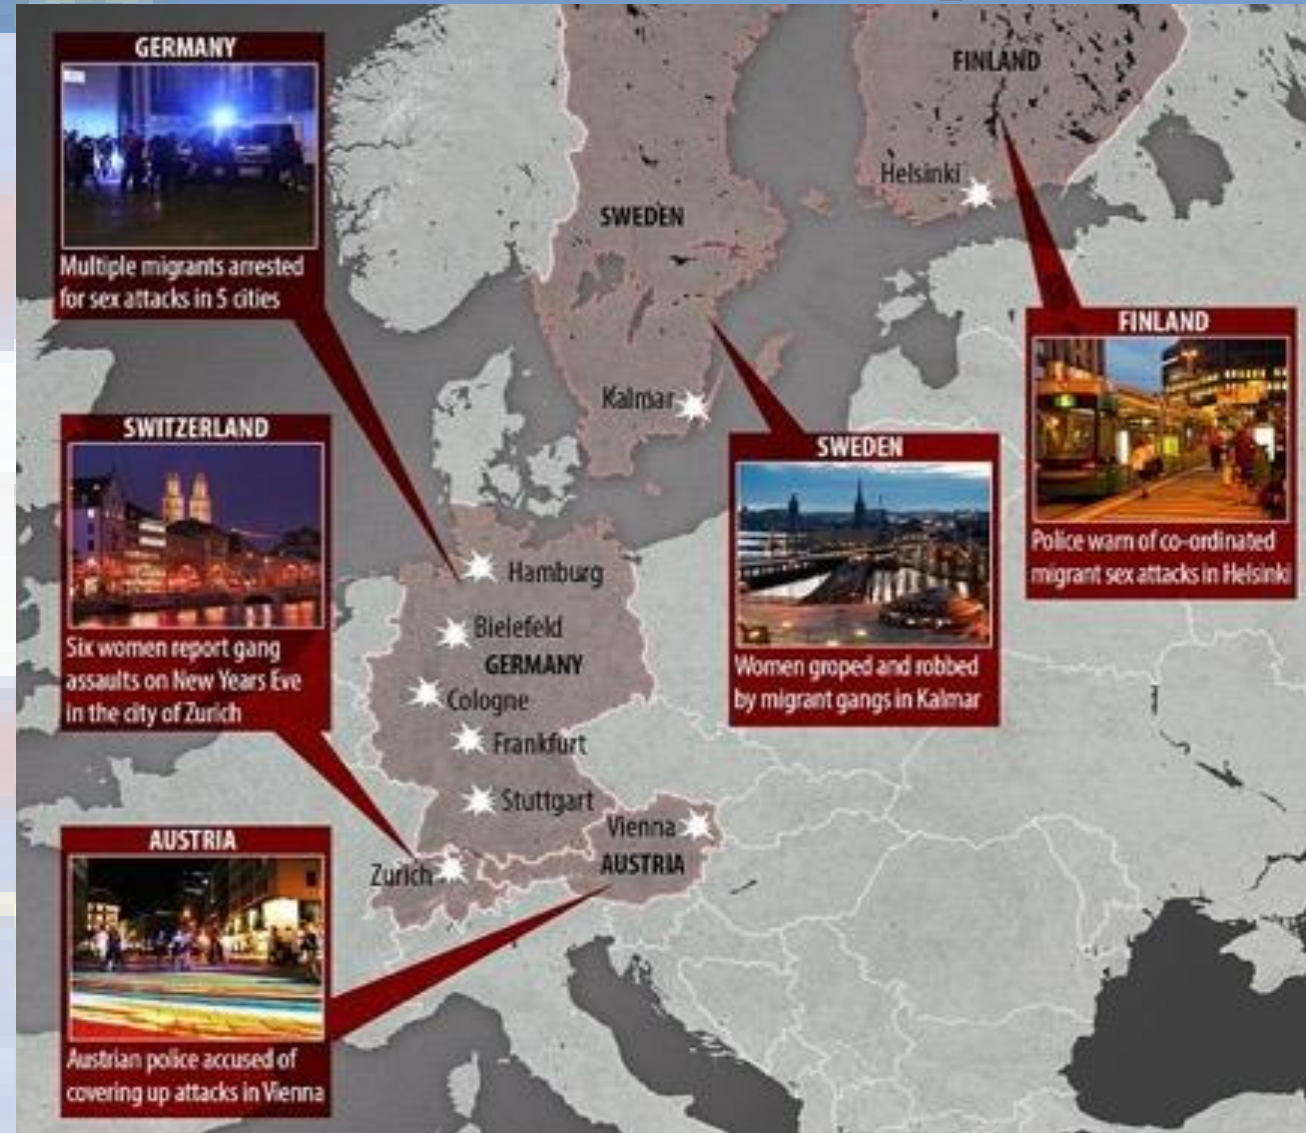 GERMANY
Multiple migrants arrested
for sex attacks in 5 cities
SWITZERLAND
Six women report gang
assaults on New Years Eve
in the city of Zurich
AUSTRIA
Austrian police accused of
covering up attacks in Vienna
FINLAND
Helsinki
SWEDEN
Kalmar
Hamburg
Bielefeld
GERMANY
Cologne
Frankfurt
Stuttgart
Vienna
AUSTRIA
Zurich
SWEDEN
Women groped and robbed
by migrant gangs in Kalmar
FINLAND
Police warn of co-ordinated
migrant sex attacks in Helsinki